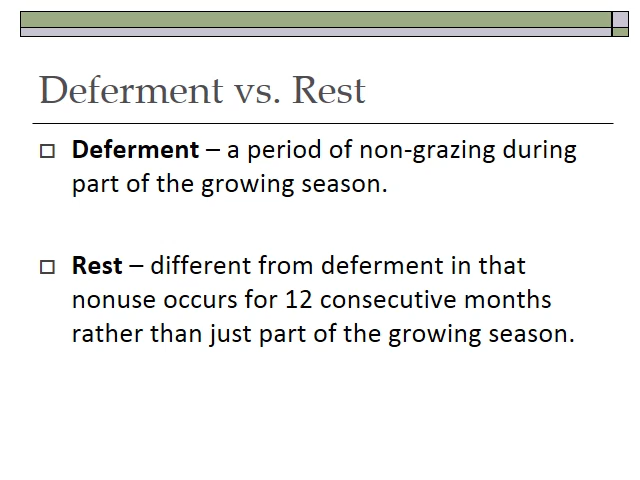 Deferment vs. Rest
Deferment – a period of non-grazing during
part of the growing season.
Rest – different from deferment in that
nonuse occurs for 12 consecutive months
rather than just part of the growing season.